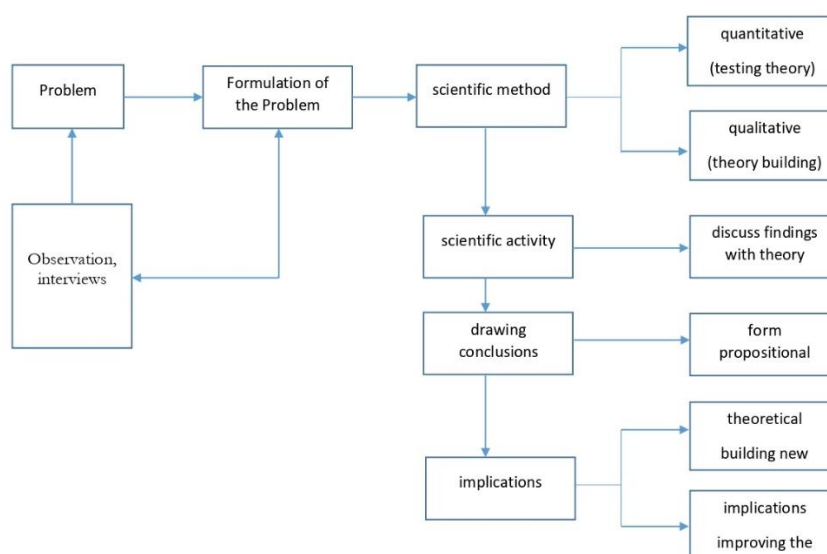 Problem
Formulation of
the Problem
scientific method
quantitative
(testing theory)
qualitative
(theory building)
Observation,
interviews
scientific activity
discuss findings
with theory
drawing
conclusions
form
propositional
implications
theoretical
building new
implications
improving the